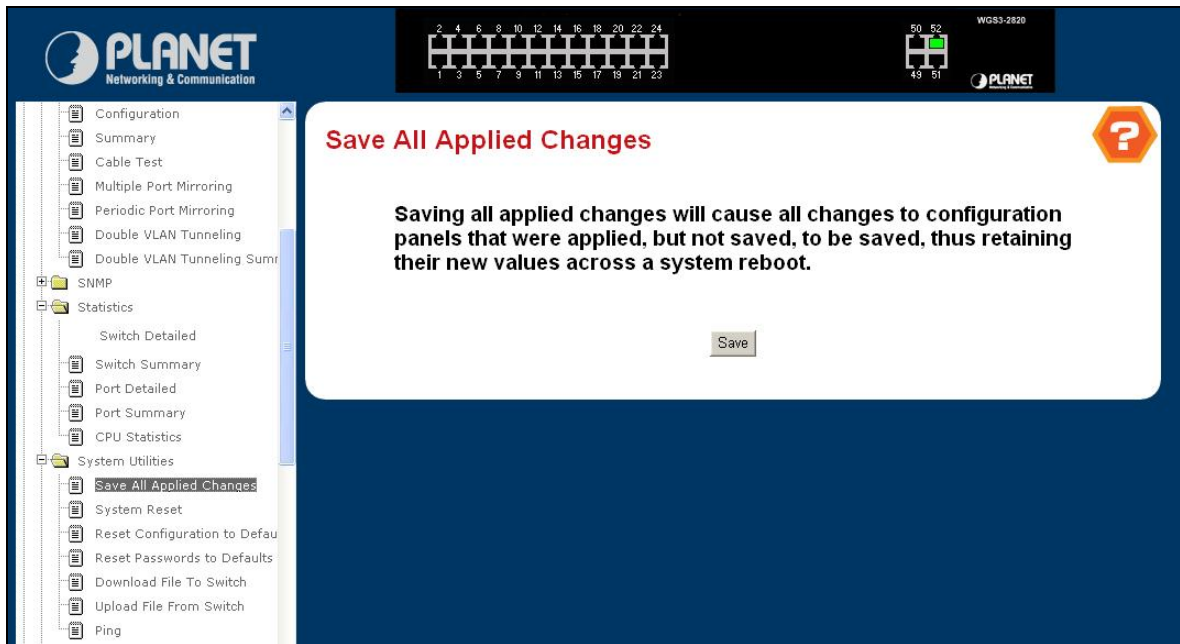 PLANET
Networking & Communication
2 4 6 8 10 12 14 16 18 20 22 24
1 3 5 7 9 11 13 15 17 19 21 23
50 52
49 51
WGS3-2820
PLANET
Configuration
Summary
Cable Test
Multiple Port Mirroring
Periodic Port Mirroring
Double VLAN Tunneling
Double VLAN Tunneling Sumr
SNMP
Statistics
Switch Detailed
Switch Summary
Port Detailed
Port Summary
CPU Statistics
System Utilities
Save All Applied Changes
System Reset
Reset Configuration to Defau
Reset Passwords to Defaults
Download File To Switch
Upload File From Switch
Ping
Save All Applied Changes
?
Saving all applied changes will cause all changes to configuration
panels that were applied, but not saved, to be saved, thus retaining
their new values across a system reboot.
Save